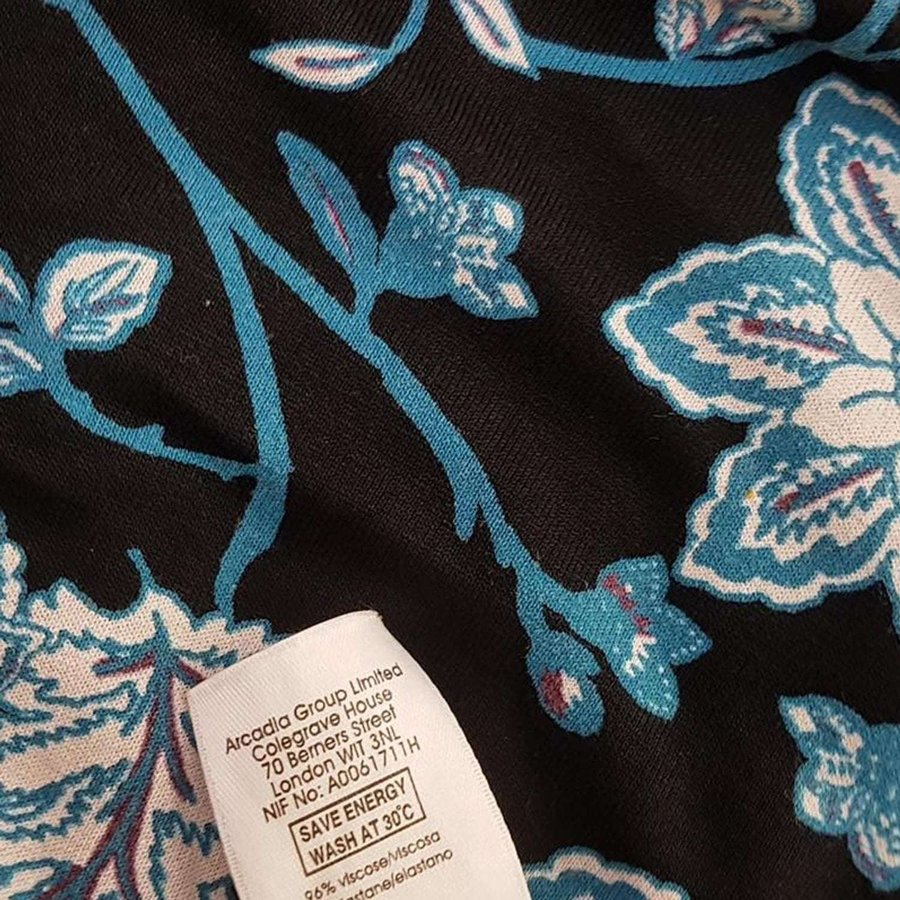 Arcadia Group Limited
Colegrave House
70 Berners Street
London W1T 3NL
NIF No: A0061711H
SAVE ENERGY
WASH AT 30°C
96% viscose/viscosa